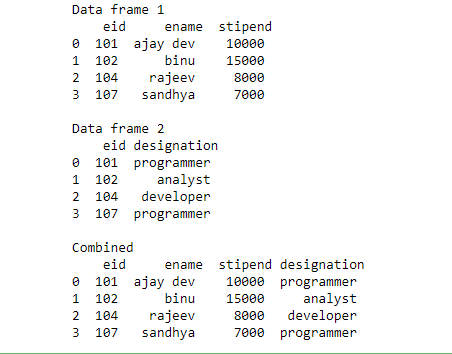 Data frame 1
eid ename stipend
0 101 ajay dev 10000
1 102 binu 15000
2 104 rajeev 8000
3 107 sandhya 7000
Data frame 2
eid designation
0 101 programmer
1 102 analyst
2 104 developer
3 107 programmer
Combined
eid ename stipend designation
0 101 ajay dev 10000 programmer
1 102 binu 15000 analyst
2 104 rajeev 8000 developer
3 107 sandhya 7000 programmer